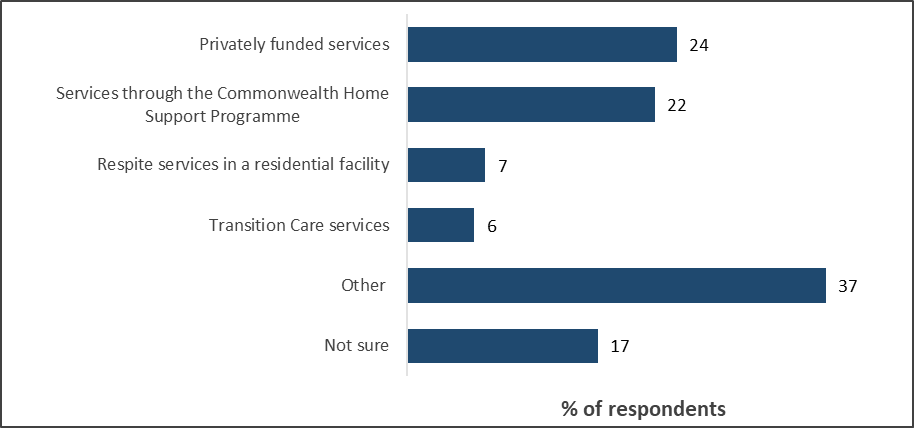 Privately funded services
24
Services through the Commonwealth Home
Support Programme
22
Respite services in a residential facility
7
Transition Care services
6
Other
37
Not sure
17
% of respondents